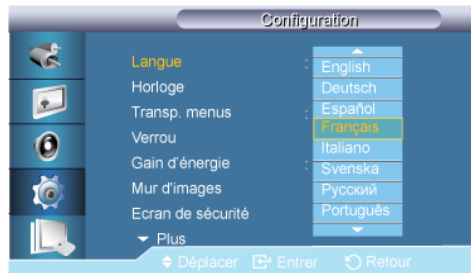 Configuration
Langue : English
Horloge Deutsch
Transp. menus : Español
Français
Verrou Italiano
Gain d'énergie : Svenska
Mur d'images Русский
Ecran de sécurité Português
Plus
Déplacer Entrer Retour